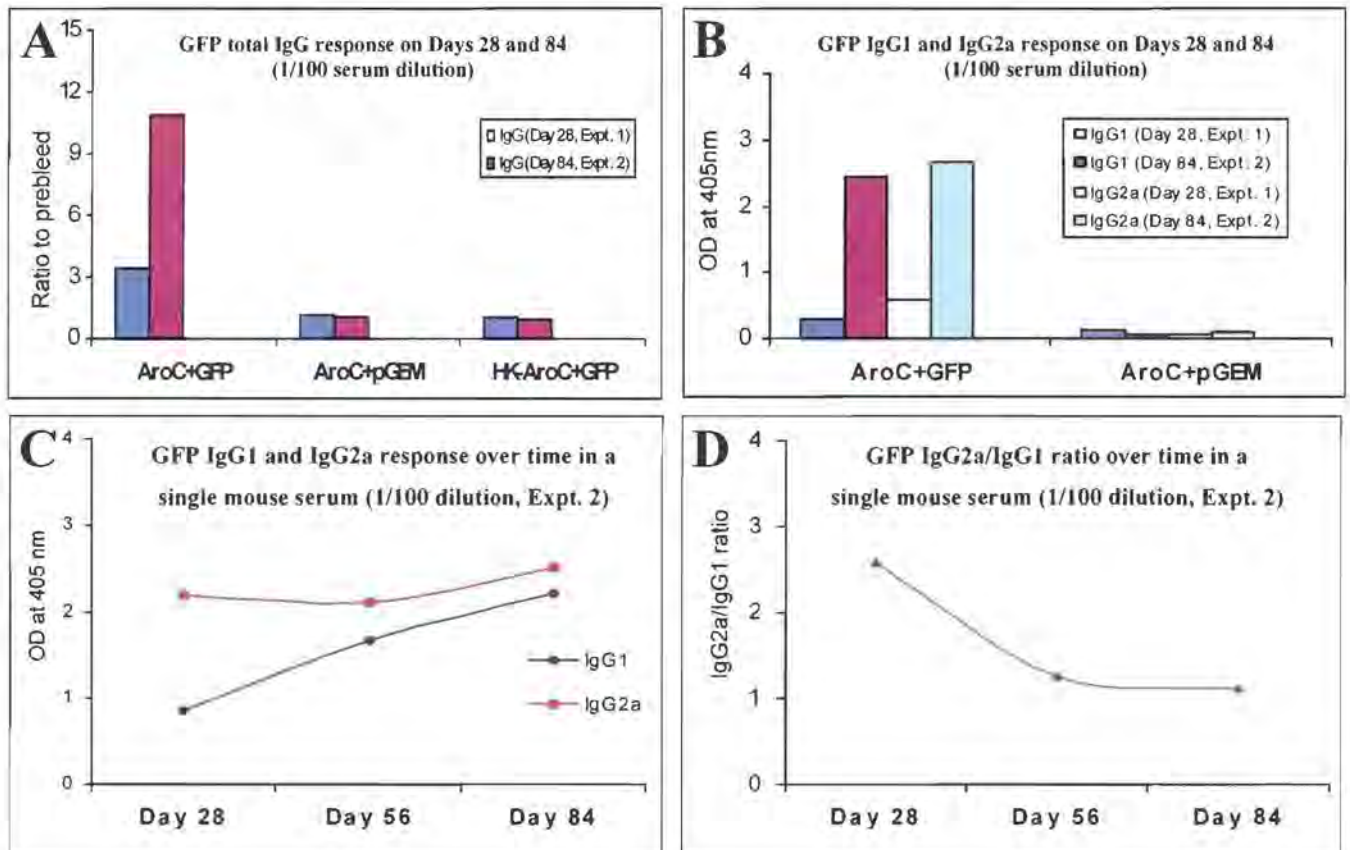 A
GFP total IgG response on Days 28 and 84
(1/100 serum dilution)
15
12
9
6
3
0
Ratio to prebleed
IgG(Day 28, Expt. 1)
IgG(Day 84, Expt. 2)
AroC+GFP AroC+pGEM HK-AroC+GFP
B
GFP IgG1 and IgG2a response on Days 28 and 84
(1/100 serum dilution)
4
3
2
1
0
OD at 405nm
IgG1 (Day 28, Expt. 1)
IgG1 (Day 84, Expt. 2)
IgG2a (Day 28, Expt. 1)
IgG2a (Day 84, Expt. 2)
AroC+GFP AroC+pGEM
C
GFP IgG1 and IgG2a response over time in a
single mouse serum (1/100 dilution, Expt. 2)
4
3
2
1
0
OD at 405 nm
IgG1
IgG2a
Day 28 Day 56 Day 84
D
GFP IgG2a/IgG1 ratio over time in a
single mouse serum (1/100 dilution, Expt. 2)
4
3
2
1
0
IgG2a/IgG1 ratio
Day 28 Day 56 Day 84